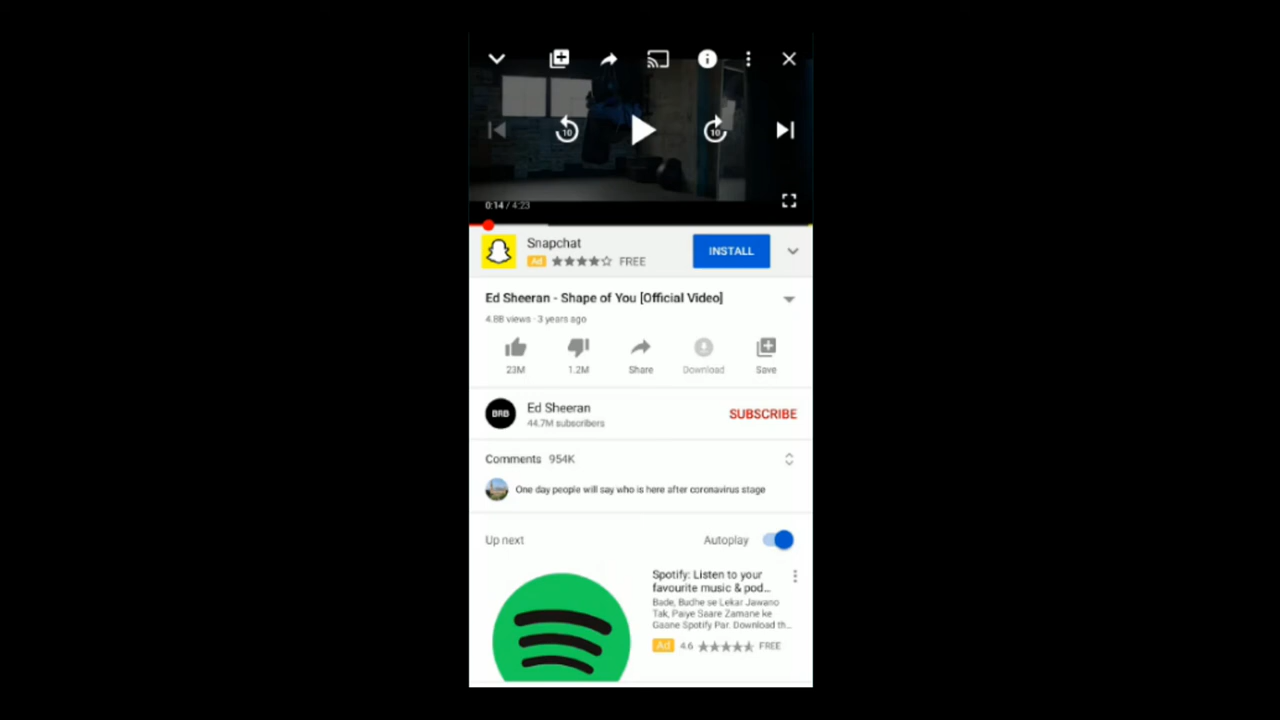 10
10
0:14 / 4:23
Snapchat
Ad FREE
INSTALL
Ed Sheeran - Shape of You [Official Video]
4.8B views · 3 years ago
23M
1.2M
Share
Download
Save
BRB
Ed Sheeran
44.7M subscribers
SUBSCRIBE
Comments 954K
One day people will say who is here after coronavirus stage
Up next
Autoplay
Spotify: Listen to your
favourite music & pod...
Bade, Budhe se Lekar Jawano
Tak, Paiye Saare Zamane ke
Gaane Spotify Par. Download th...
Ad 4.6 FREE